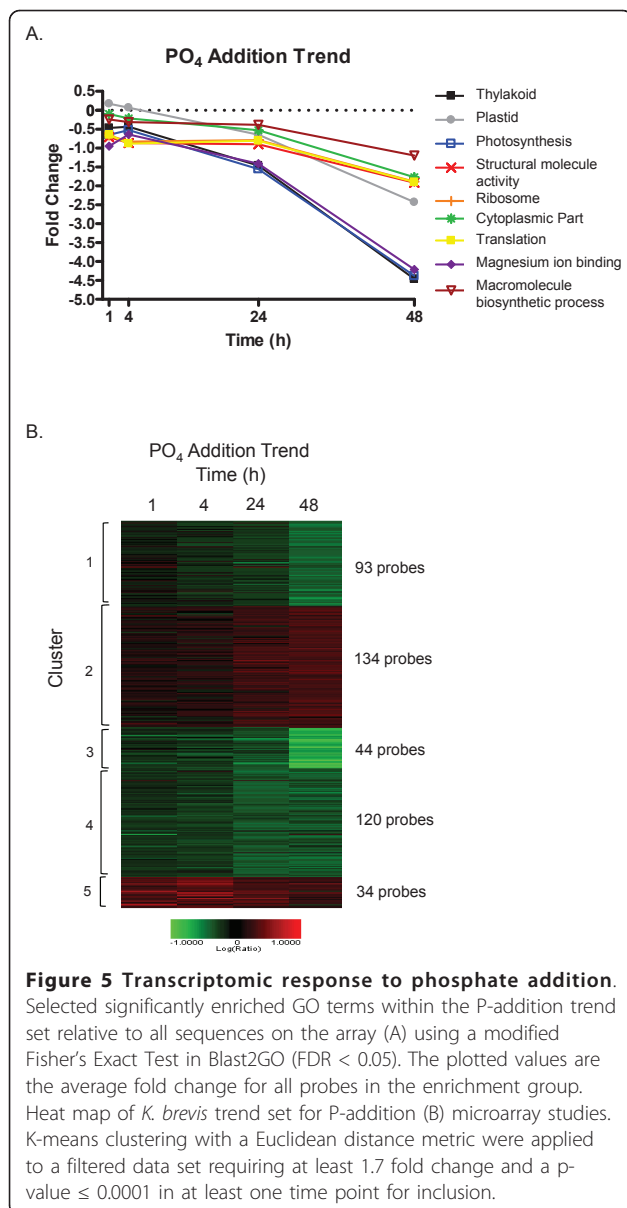 A.
PO4 Addition Trend
0.5
0
-0.5
-1.0
-1.5
-2.0
-2.5
-3.0
-3.5
-4.0
-4.5
-5.0
Fold Change
1 4 24 48
Time (h)
Thylakoid
Plastid
Photosynthesis
Structural molecule
activity
Ribosome
Cytoplasmic Part
Translation
Magnesium ion binding
Macromolecule
biosynthetic process
B.
PO4 Addition Trend
Time (h)
1 4 24 48
Cluster
1 93 probes
2 134 probes
3 44 probes
4 120 probes
5 34 probes
-1.0000 0 1.0000
Log(Ratio)
Figure 5 Transcriptomic response to phosphate addition.
Selected significantly enriched GO terms within the P-addition trend
set relative to all sequences on the array (A) using a modified
Fisher's Exact Test in Blast2GO (FDR < 0.05). The plotted values are
the average fold change for all probes in the enrichment group.
Heat map of K. brevis trend set for P-addition (B) microarray studies.
K-means clustering with a Euclidean distance metric were applied
to a filtered data set requiring at least 1.7 fold change and a p-
value ≤ 0.0001 in at least one time point for inclusion.